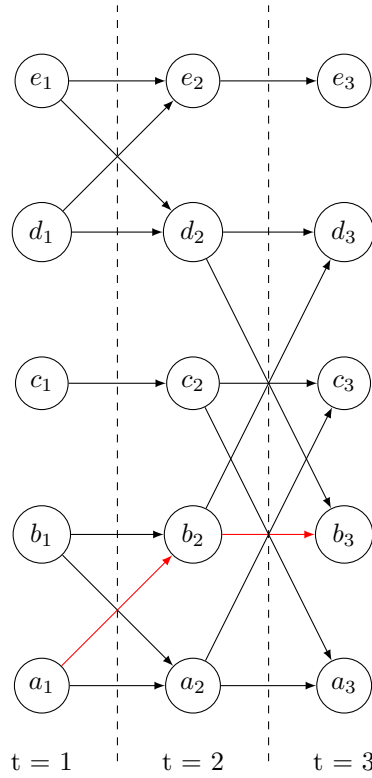 e₁ e₂ e₃
d₁ d₂ d₃
c₁ c₂ c₃
b₁ b₂ b₃
a₁ a₂ a₃
t = 1 t = 2 t = 3